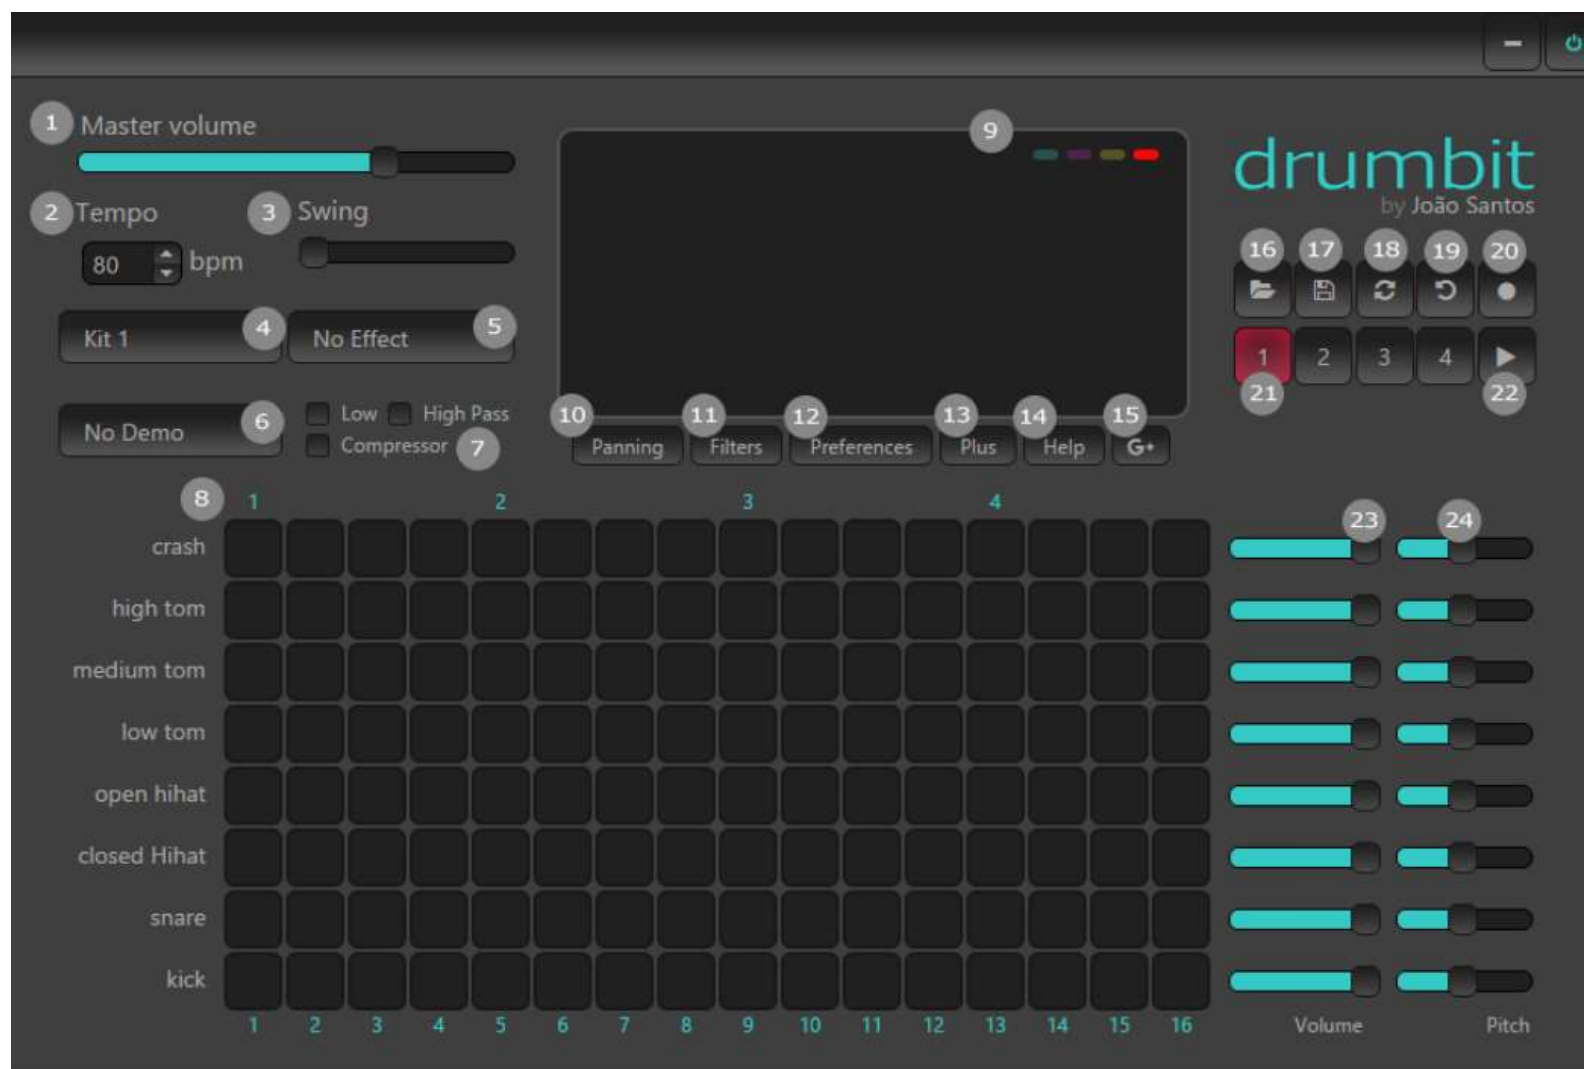 1 Master volume
9
drumbit
by João Santos
2 Tempo 3 Swing
80 bpm
16 17 18 19 20
Kit 1 4 No Effect 5
1 2 3 4
21 22
No Demo 6 Low High Pass
Compressor 7
10 11 12 13 14 15
Panning Filters Preferences Plus Help G+
8 1 2 3 4
23 24
crash
high tom
medium tom
low tom
open hihat
closed Hihat
snare
kick
1 2 3 4 5 6 7 8 9 10 11 12 13 14 15 16
Volume Pitch